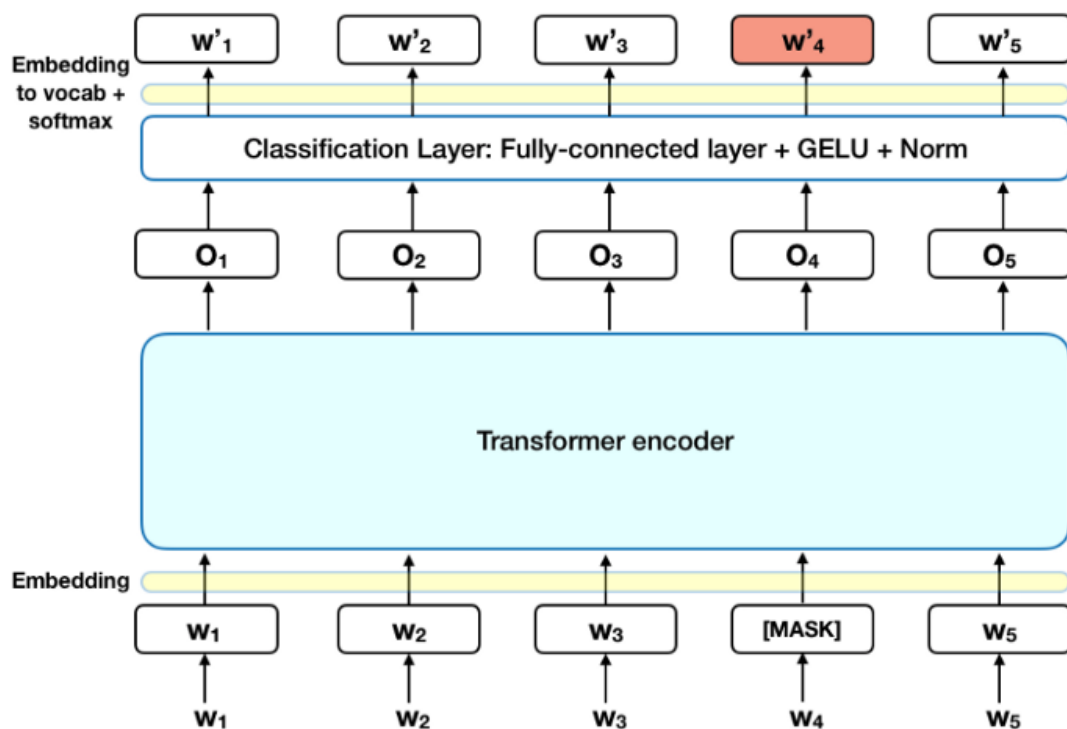 w'₁ w'₂ w'₃ w'₄ w'₅
Embedding
to vocab +
softmax
Classification Layer: Fully-connected layer + GELU + Norm
O₁ O₂ O₃ O₄ O₅
Transformer encoder
Embedding
w₁ w₂ w₃ [MASK] w₅
w₁ w₂ w₃ w₄ w₅